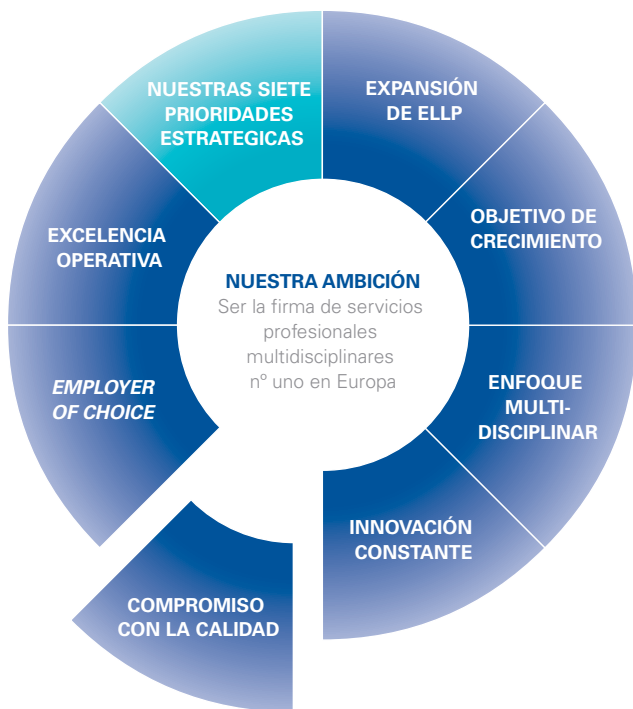 NUESTRAS SIETE
PRIORIDADES
ESTRATEGICAS
EXPANSIÓN
DE ELLP
OBJETIVO DE
CRECIMIENTO
ENFOQUE
MULTI-
DISCIPLINAR
INNOVACIÓN
CONSTANTE
COMPROMISO
CON LA CALIDAD
EMPLOYER
OF CHOICE
EXCELENCIA
OPERATIVA
NUESTRA AMBICIÓN
Ser la firma de servicios
profesionales
multidisciplinares
nº uno en Europa